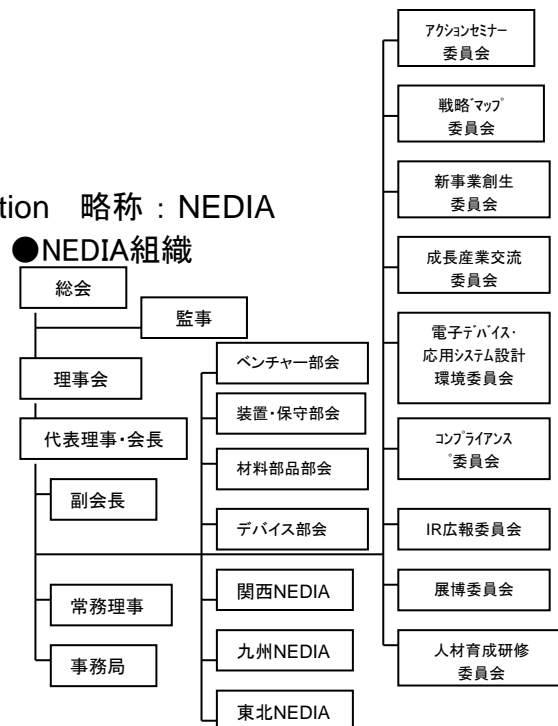 tion 略称：NEDIA
●NEDIA組織
総会
監事
理事会
代表理事・会長
副会長
常務理事
事務局
ベンチャー部会
装置・保守部会
材料部品部会
デバイス部会
関西NEDIA
九州NEDIA
東北NEDIA
ｱｸｼｮﾝｾﾐﾅｰ
委員会
戦略ﾞﾏｯﾌﾟ
委員会
新事業創生
委員会
成長産業交流
委員会
電子ﾃﾞﾊﾞｲｽ・
応用ｼｽﾃﾑ設計
環境委員会
ｺﾝﾌﾟﾗｲｱﾝｽ
ﾟ委員会
IR広報委員会
展博委員会
人材育成研修
委員会